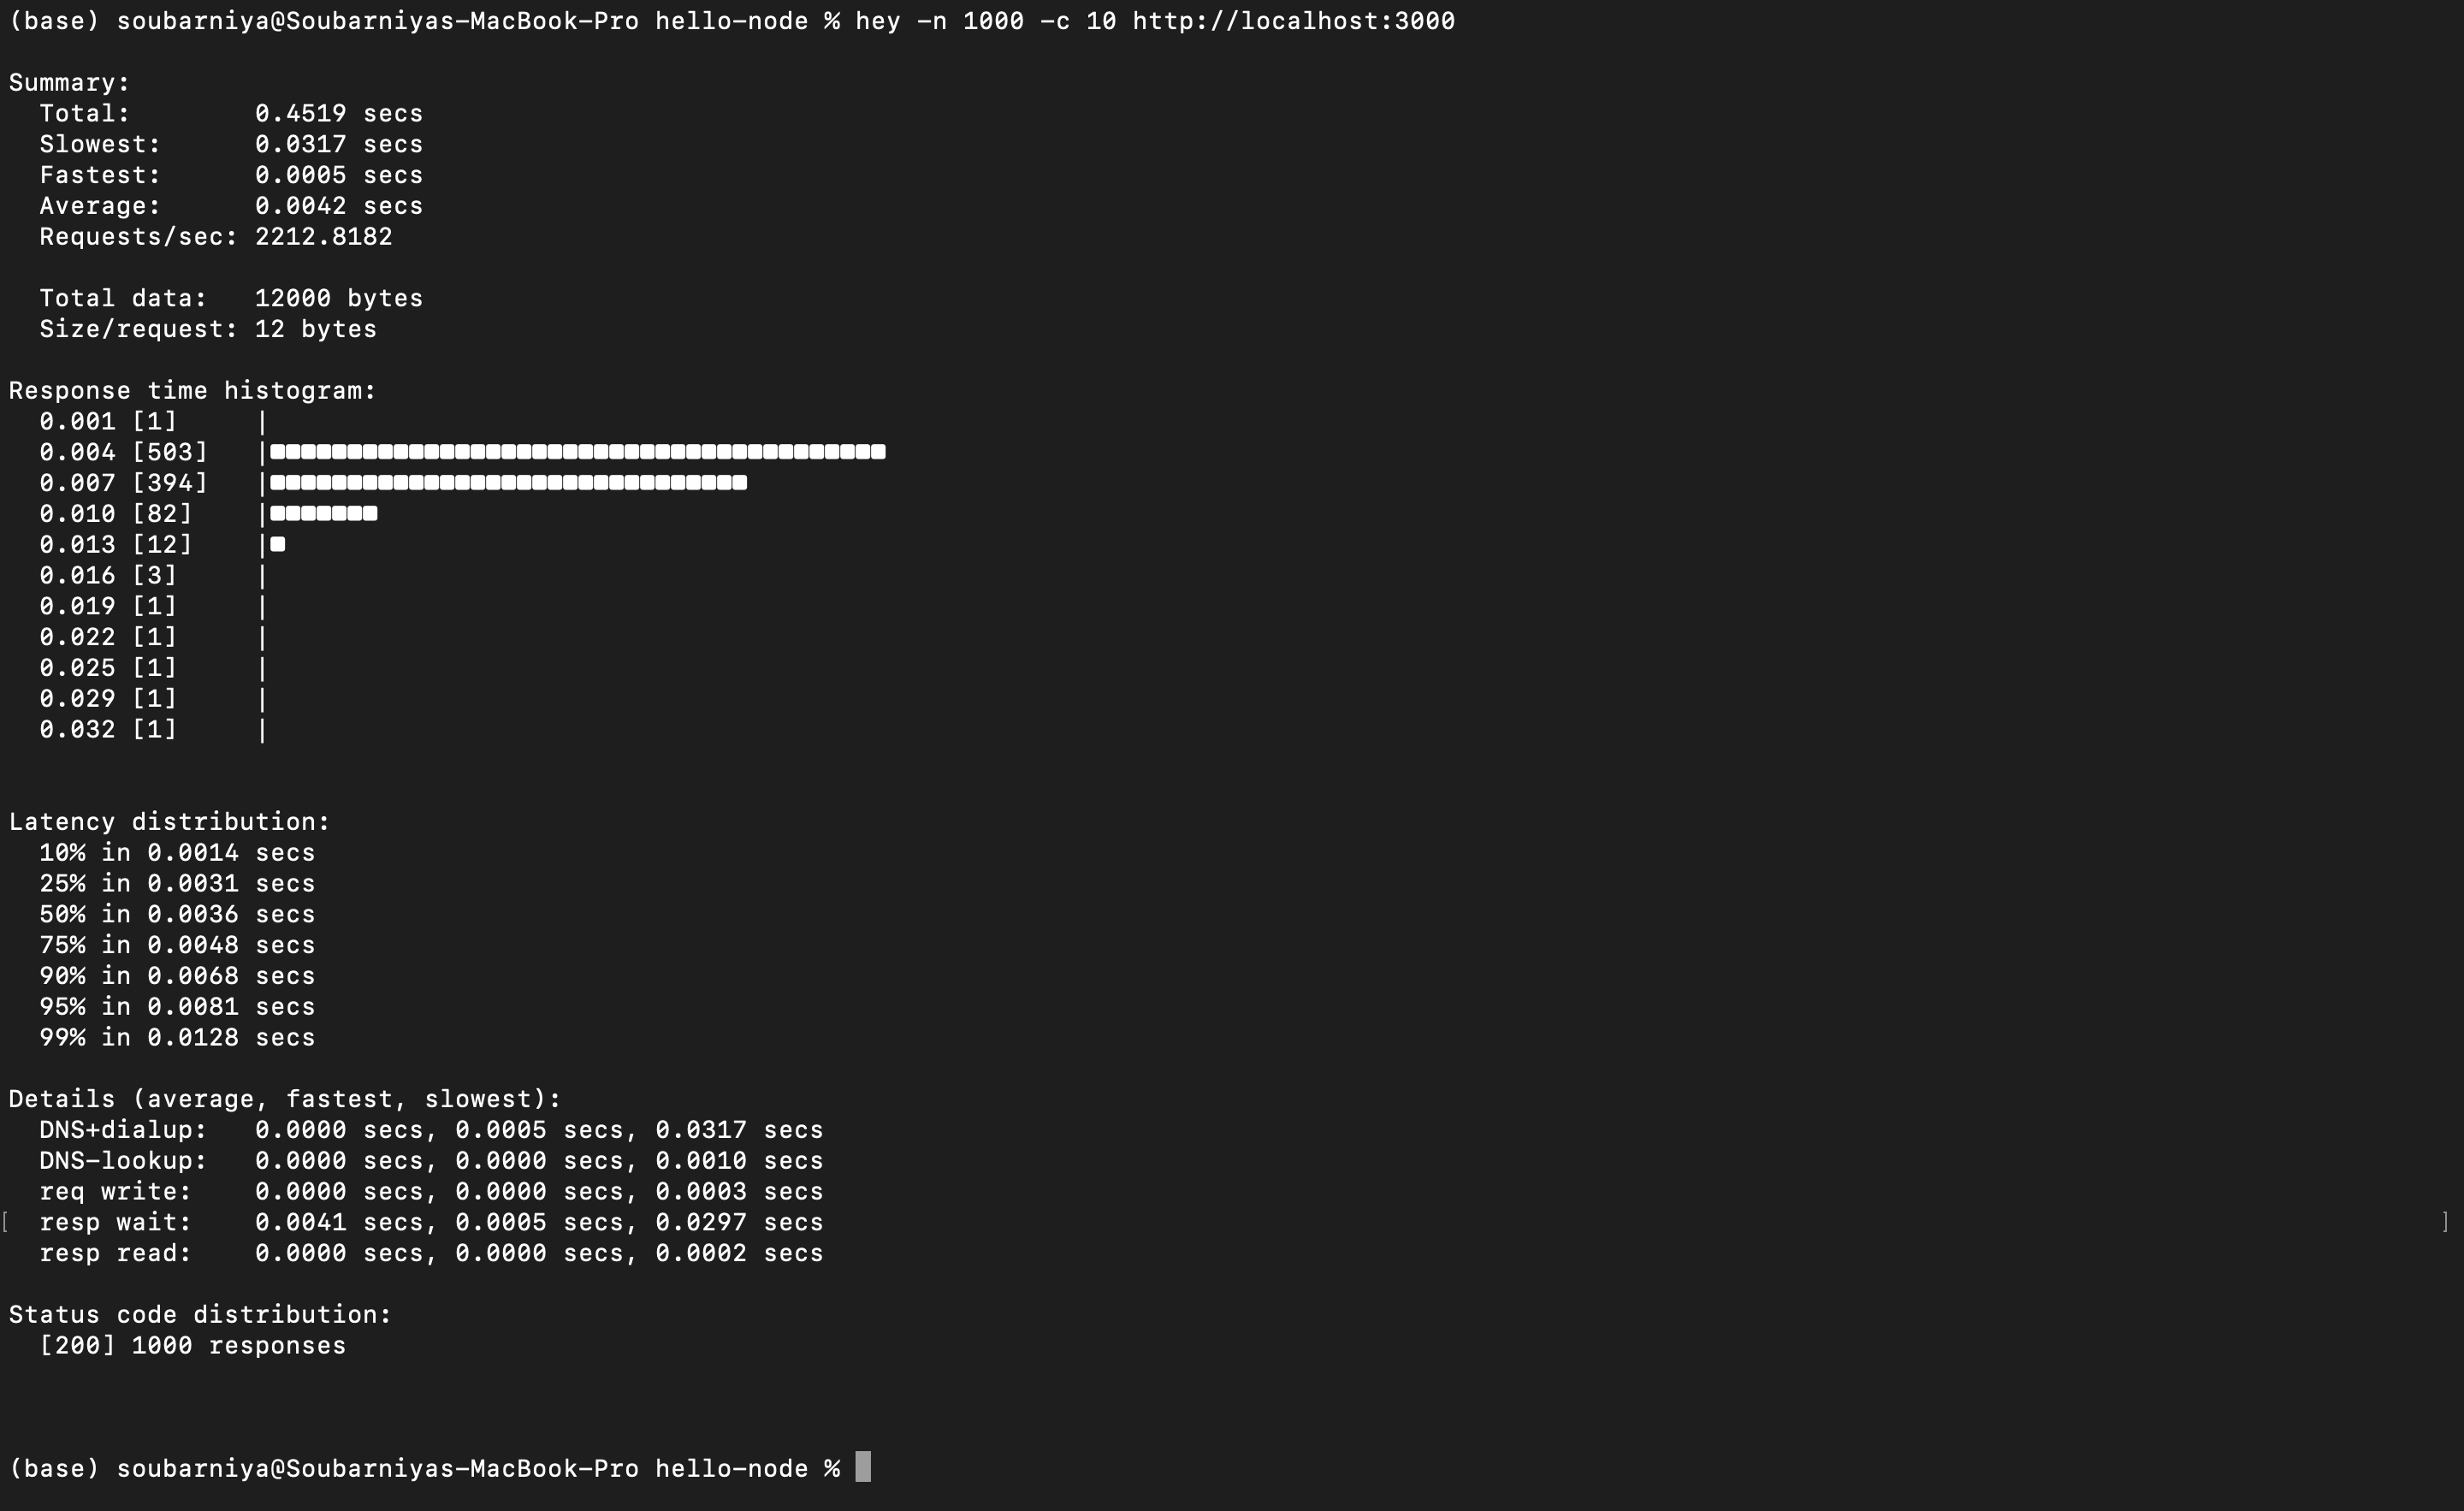 (base) soubarniya@Soubarniyas-MacBook-Pro hello-node % hey -n 1000 -c 10 http://localhost:3000
Summary:
Total: 0.4519 secs
Slowest: 0.0317 secs
Fastest: 0.0005 secs
Average: 0.0042 secs
Requests/sec: 2212.8182
Total data: 12000 bytes
Size/request: 12 bytes
Response time histogram:
0.001 [1] |
0.004 [503] |■■■■■■■■■■■■■■■■■■■■■■■■■■■■■■■■■■■■■■■■
0.007 [394] |■■■■■■■■■■■■■■■■■■■■■■■■■■■■■■■
0.010 [82] |■■■■■■■
0.013 [12] |■
0.016 [3] |
0.019 [1] |
0.022 [1] |
0.025 [1] |
0.029 [1] |
0.032 [1] |
Latency distribution:
10% in 0.0014 secs
25% in 0.0031 secs
50% in 0.0036 secs
75% in 0.0048 secs
90% in 0.0068 secs
95% in 0.0081 secs
99% in 0.0128 secs
Details (average, fastest, slowest):
DNS+dialup: 0.0000 secs, 0.0005 secs, 0.0317 secs
DNS-lookup: 0.0000 secs, 0.0000 secs, 0.0010 secs
req write: 0.0000 secs, 0.0000 secs, 0.0003 secs
[ resp wait: 0.0041 secs, 0.0005 secs, 0.0297 secs ]
resp read: 0.0000 secs, 0.0000 secs, 0.0002 secs
Status code distribution:
[200] 1000 responses
(base) soubarniya@Soubarniyas-MacBook-Pro hello-node %